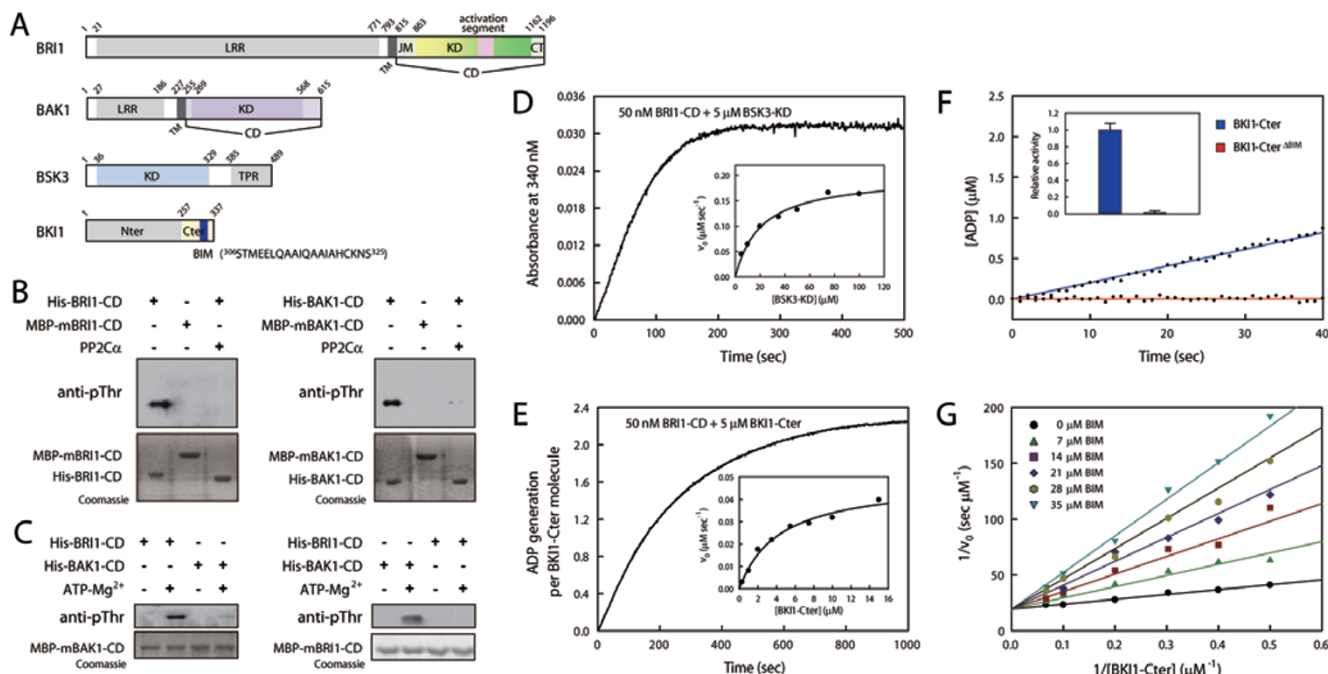 A
BRI1
1 21 771 793 815 863 activation segment 1162 1196
LRR TM JM KD CT
CD
BAK1
1 27 186 227 255 269 568 615
LRR TM KD
CD
BSK3
1 36 329 385 489
KD TPR
BKI1
1 257 337
Nter Cter
BIM (³⁰⁶STMEELQAAIQAAIAHCKNS³²⁵)
B
His-BRI1-CD + - +
MBP-mBRI1-CD - + -
PP2Cα - - +
anti-pThr
MBP-mBRI1-CD
His-BRI1-CD
Coomassie
His-BAK1-CD + - +
MBP-mBAK1-CD - + -
PP2Cα - - +
anti-pThr
MBP-mBAK1-CD
His-BAK1-CD
Coomassie
C
His-BRI1-CD + + - -
His-BAK1-CD - - + +
ATP-Mg²⁺ - + - +
anti-pThr
MBP-mBAK1-CD
Coomassie
His-BRI1-CD - - + +
His-BAK1-CD + + - -
ATP-Mg²⁺ - + - +
anti-pThr
MBP-mBRI1-CD
Coomassie
D
50 nM BRI1-CD + 5 μM BSK3-KD
Absorbance at 340 nM
0.036
0.030
0.024
0.018
0.012
0.006
0.000
0 100 200 300 400 500
Time (sec)
v₀ (μM sec⁻¹)
0.20
0.15
0.10
0.05
0.00
0 20 40 60 80 100 120
[BSK3-KD] (μM)
E
50 nM BRI1-CD + 5 μM BKI1-Cter
ADP generation
per BKI1-Cter molecule
2.4
1.8
1.2
0.6
0.0
0 200 400 600 800 1000
Time (sec)
v₀ (μM sec⁻¹)
0.05
0.04
0.03
0.02
0.01
0.00
0 2 4 6 8 10 12 14 16
[BKI1-Cter] (μM)
F
[ADP] (μM)
2.5
2.0
1.5
1.0
0.5
0.0
0 10 20 30 40
Time (sec)
Relative activity
1.2
1.0
0.8
0.6
0.4
0.2
0.0
BKI1-Cter
BKI1-Cter ΔBIM
G
1/v₀ (sec μM⁻¹)
200
150
100
50
0
0 μM BIM
7 μM BIM
14 μM BIM
21 μM BIM
28 μM BIM
35 μM BIM
0.0 0.1 0.2 0.3 0.4 0.5 0.6
1/[BKI1-Cter] (μM⁻¹)